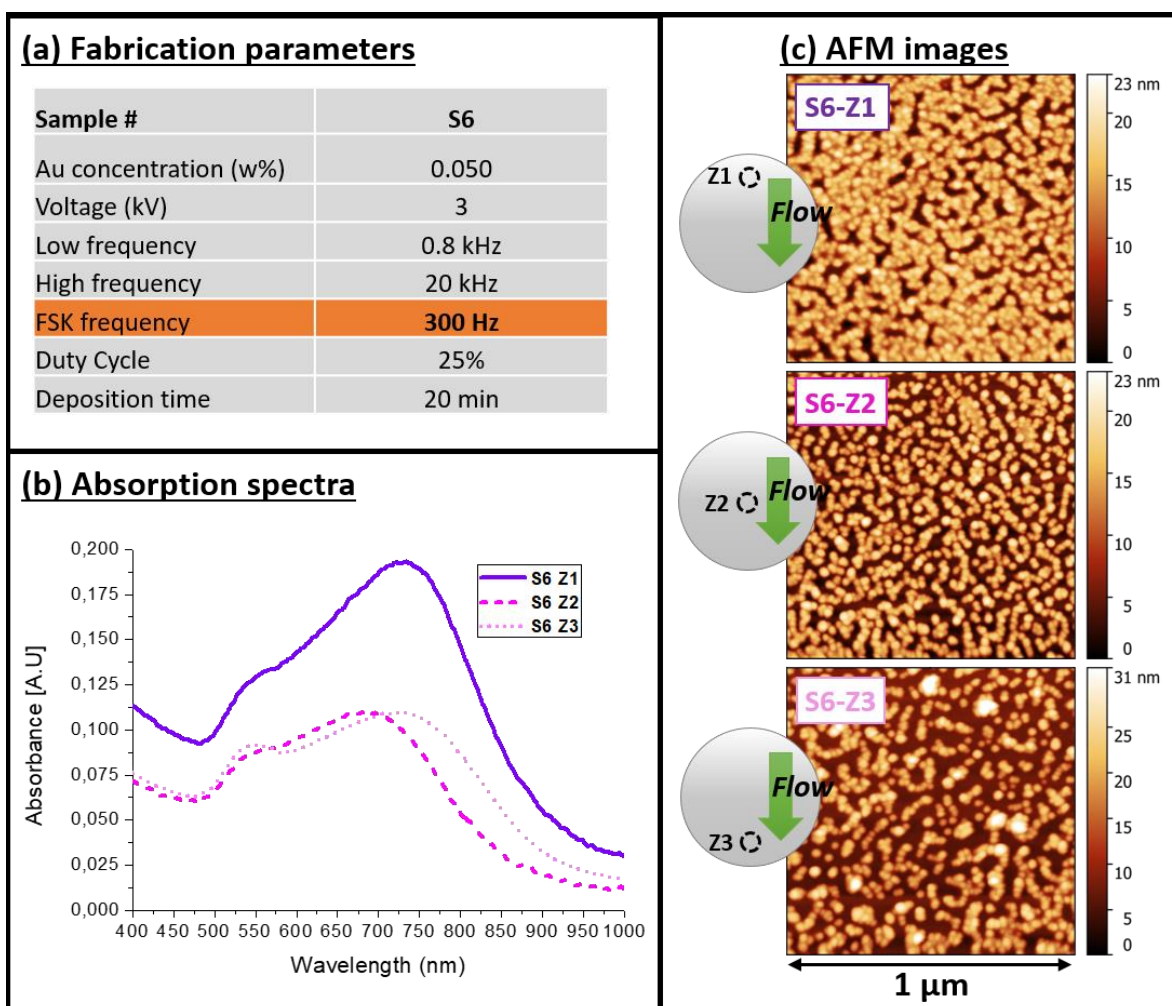 (a) Fabrication parameters
Sample # S6
Au concentration (w%) 0.050
Voltage (kV) 3
Low frequency 0.8 kHz
High frequency 20 kHz
FSK frequency 300 Hz
Duty Cycle 25%
Deposition time 20 min
(b) Absorption spectra
0,200
0,175
0,150
0,125
0,100
0,075
0,050
0,025
0,000
Absorbance [A.U]
S6 Z1
S6 Z2
S6 Z3
400 450 500 550 600 650 700 750 800 850 900 950 1000
Wavelength (nm)
(c) AFM images
S6-Z1
Z1
Flow
23 nm
20
15
10
5
0
S6-Z2
Z2
Flow
23 nm
20
15
10
5
0
S6-Z3
Z3
Flow
31 nm
25
20
15
10
5
0
1 µm